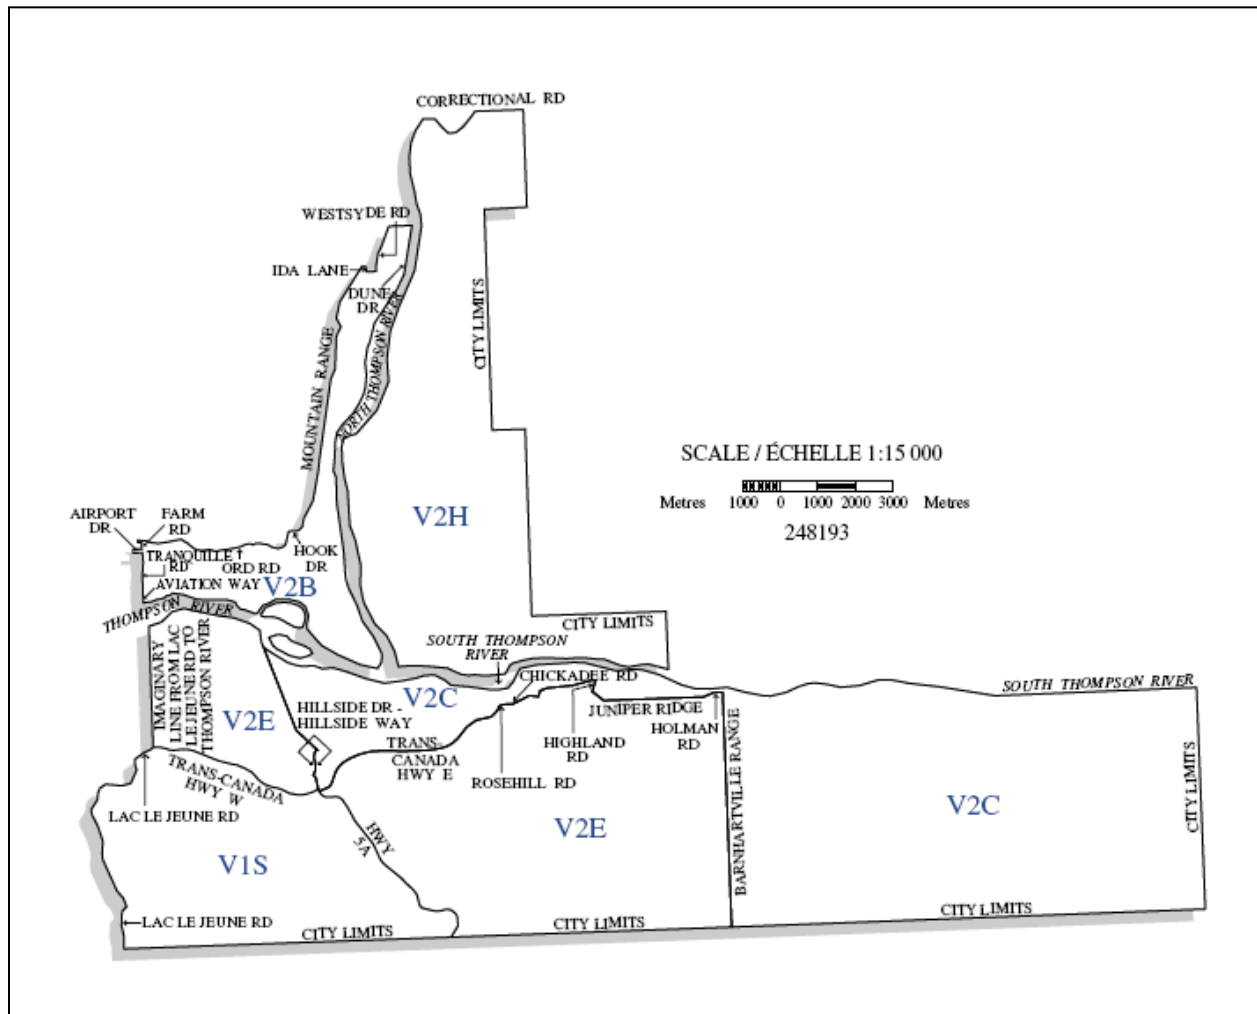 CORRECTIONAL RD
WESTSYDE RD
IDA LANE
DUNE
DR
NORTH THOMPSON RIVER
MOUNTAIN RANGE
CITY LIMITS
SCALE / ÉCHELLE 1:15 000
Metres 1000 0 1000 2000 3000 Metres
248193
V2H
AIRPORT
DR
FARM
RD
TRANQUILLE
RD
ORD RD
HOOK
DR
AVIATION WAY
V2B
THOMPSON RIVER
CITY LIMITS
SOUTH THOMPSON
RIVER
CHICKADEE RD
SOUTH THOMPSON RIVER
IMAGINARY
LINE FROM LAC
LE JEUNE RD TO
THOMPSON RIVER
V2E
HILLSIDE DR -
HILLSIDE WAY
V2C
JUNIPER RIDGE
HOLMAN
RD
HIGHLAND
RD
TRANS-
CANADA
HWY E
ROSEHILL RD
TRANS-CANADA
HWY W
LAC LE JEUNE RD
V2E
HWY
5A
V1S
BARNHARTVILLE RANGE
V2C
CITY LIMITS
LAC LE JEUNE RD
CITY LIMITS
CITY LIMITS
CITY LIMITS